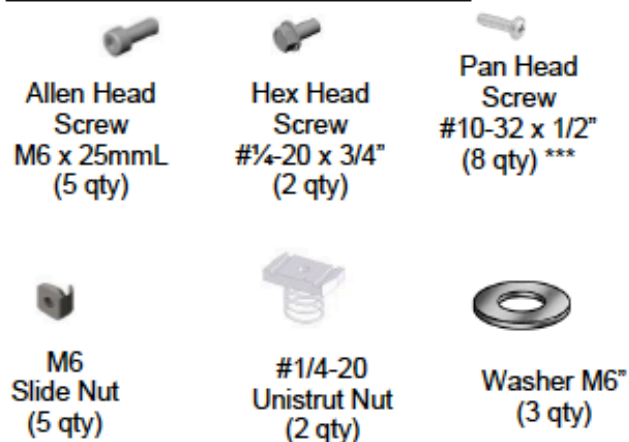 Allen Head
Screw
M6 x 25mmL
(5 qty)
Hex Head
Screw
#¼-20 x 3/4”
(2 qty)
Pan Head
Screw
#10-32 x 1/2”
(8 qty) ***
M6
Slide Nut
(5 qty)
#1/4-20
Unistrut Nut
(2 qty)
Washer M6”
(3 qty)